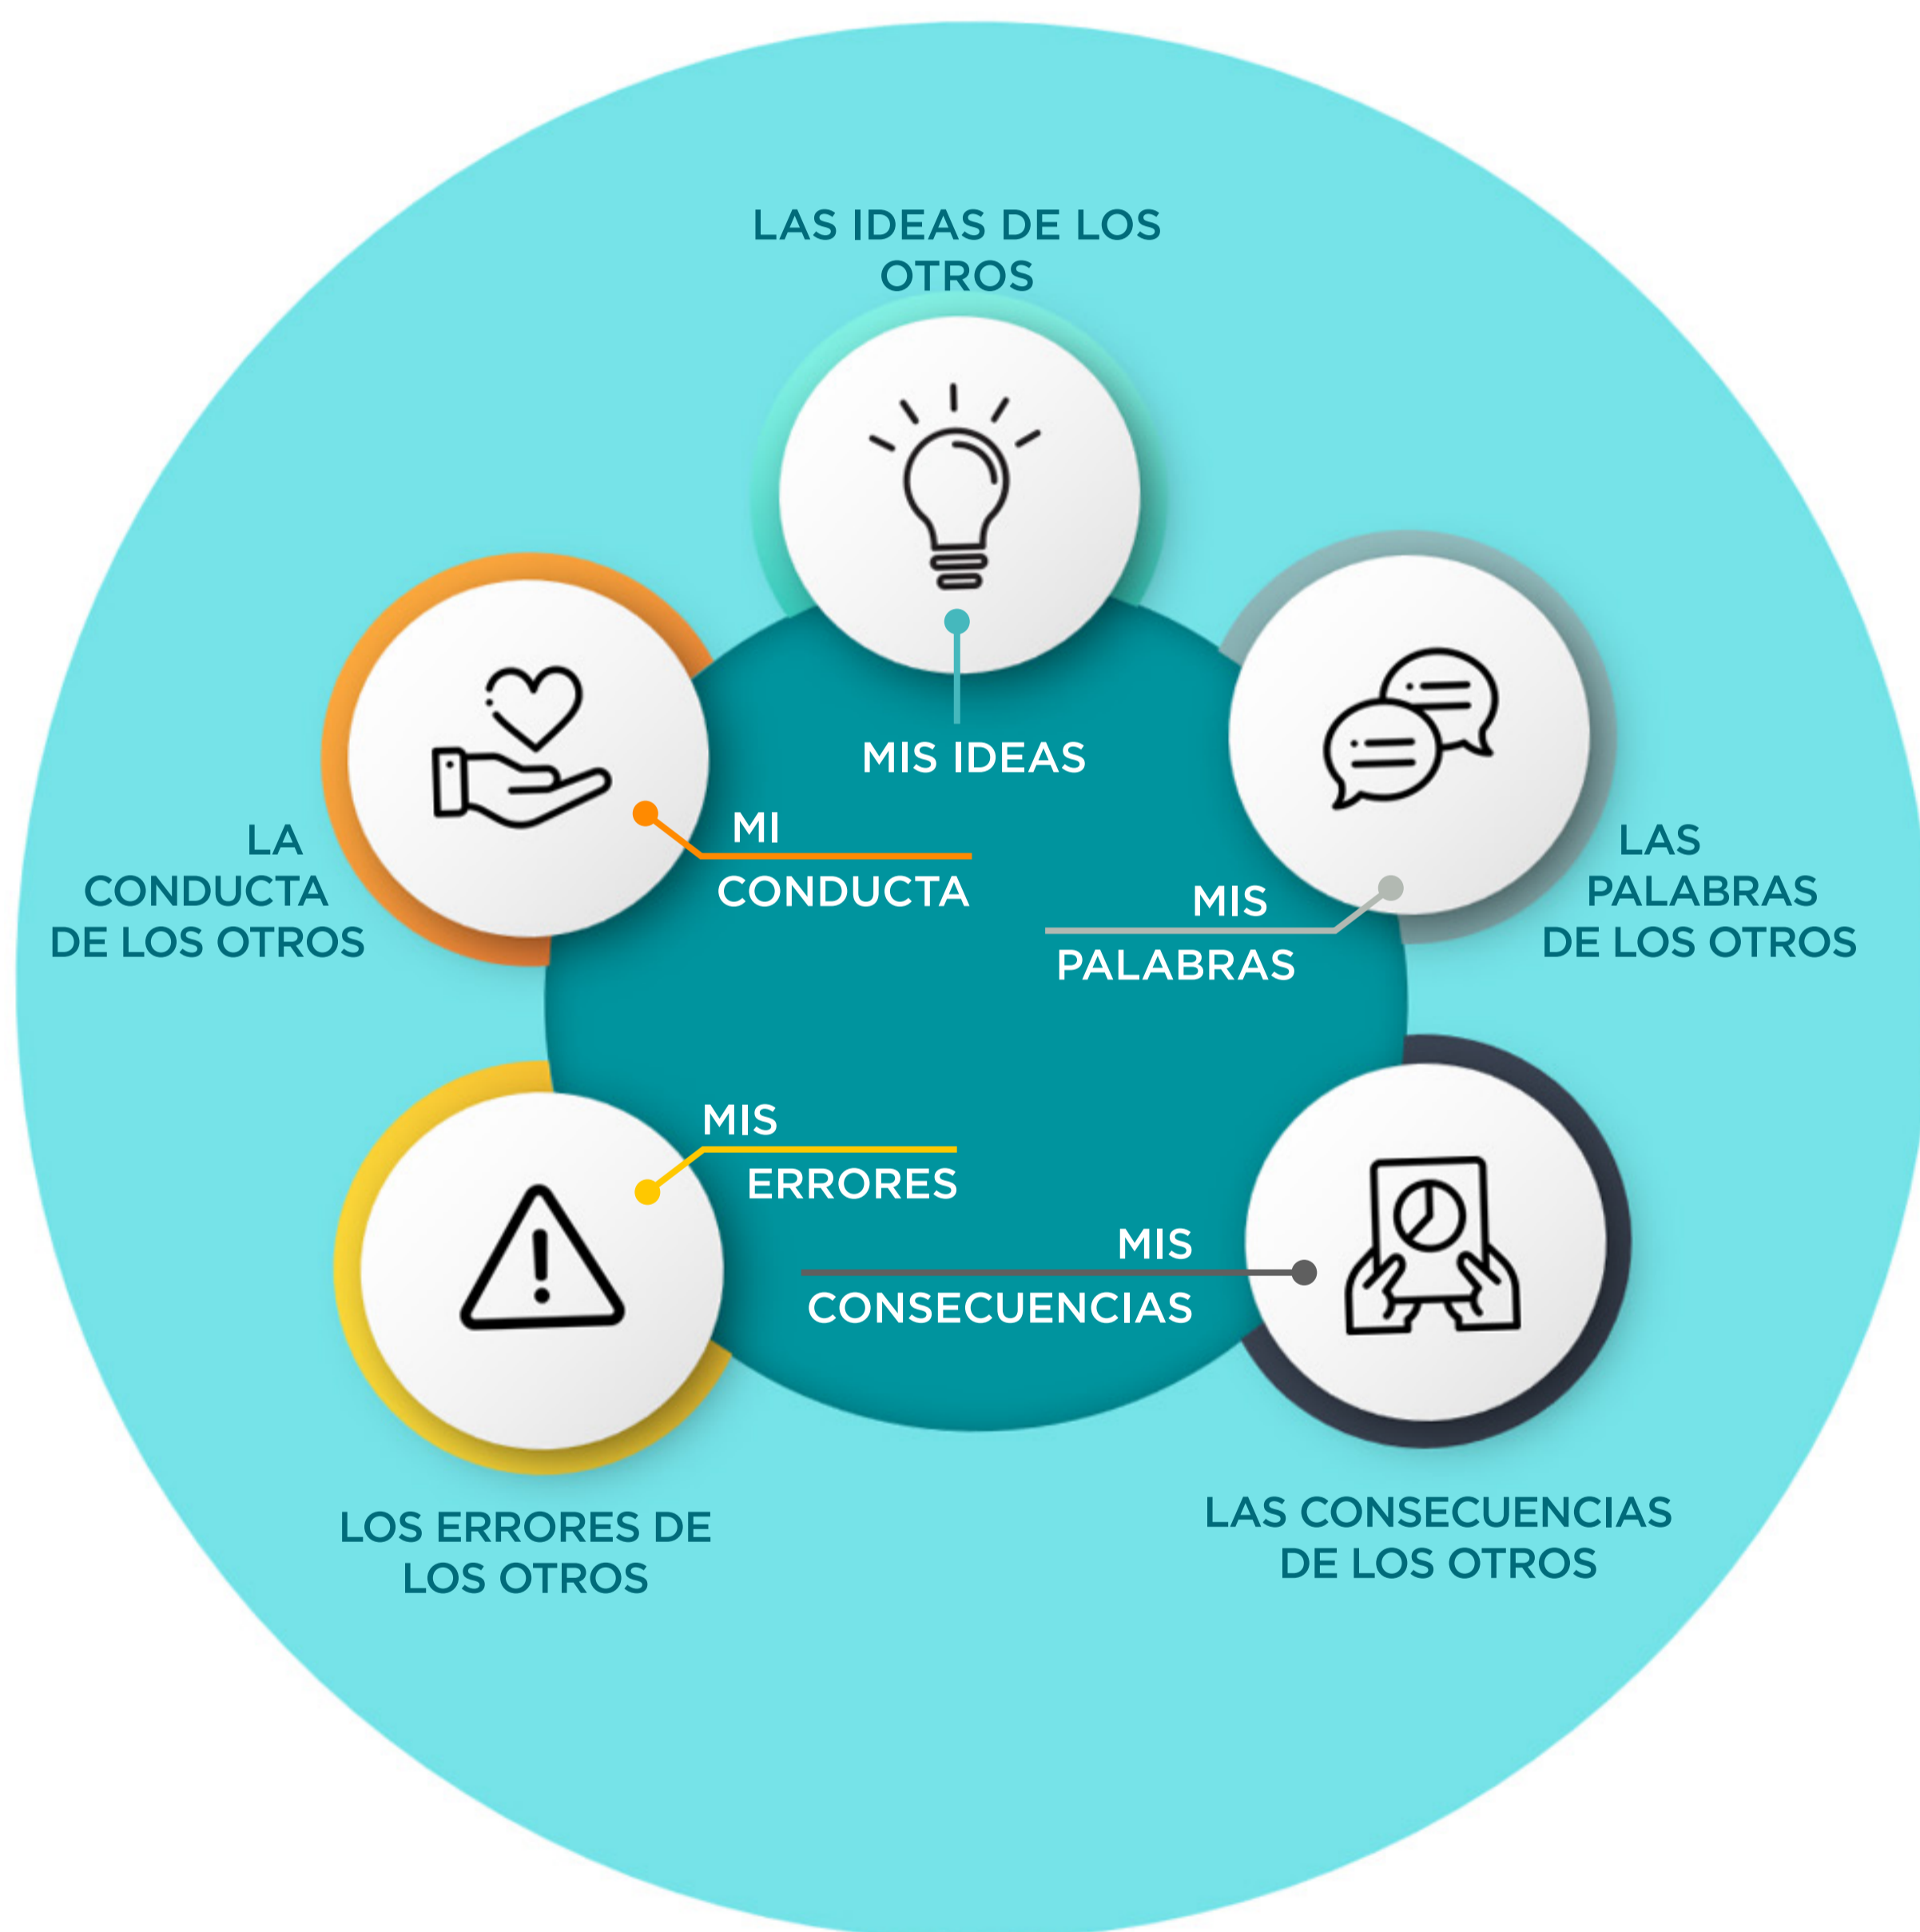 LAS IDEAS DE LOS
OTROS
MIS IDEAS
MI
CONDUCTA
LA
CONDUCTA
DE LOS OTROS
MIS
PALABRAS
LAS
PALABRAS
DE LOS OTROS
MIS
ERRORES
MIS
CONSECUENCIAS
LOS ERRORES DE
LOS OTROS
LAS CONSECUENCIAS
DE LOS OTROS